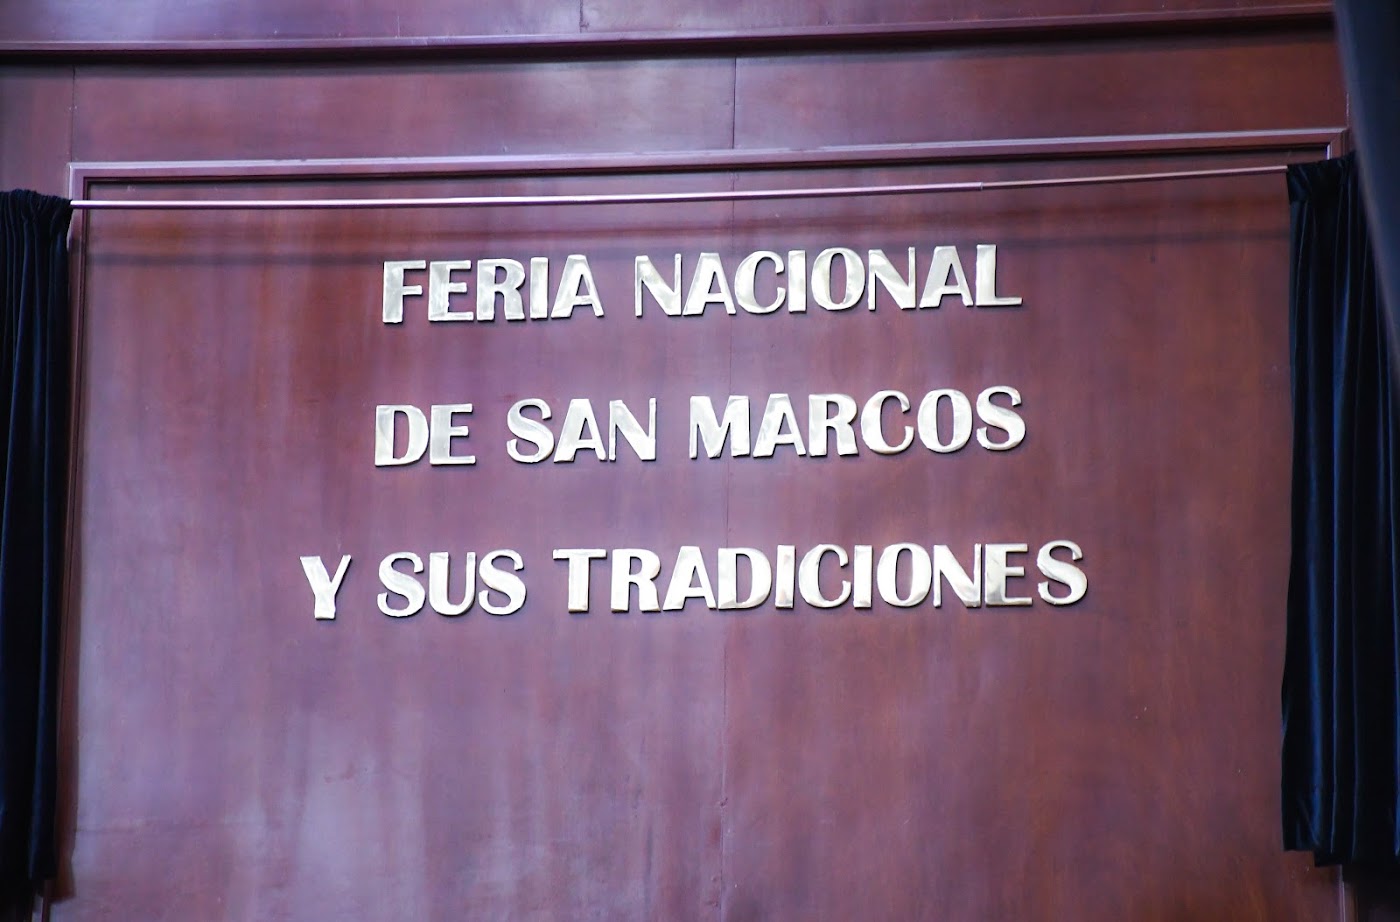 FERIA NACIONAL
DE SAN MARCOS
Y SUS TRADICIONES